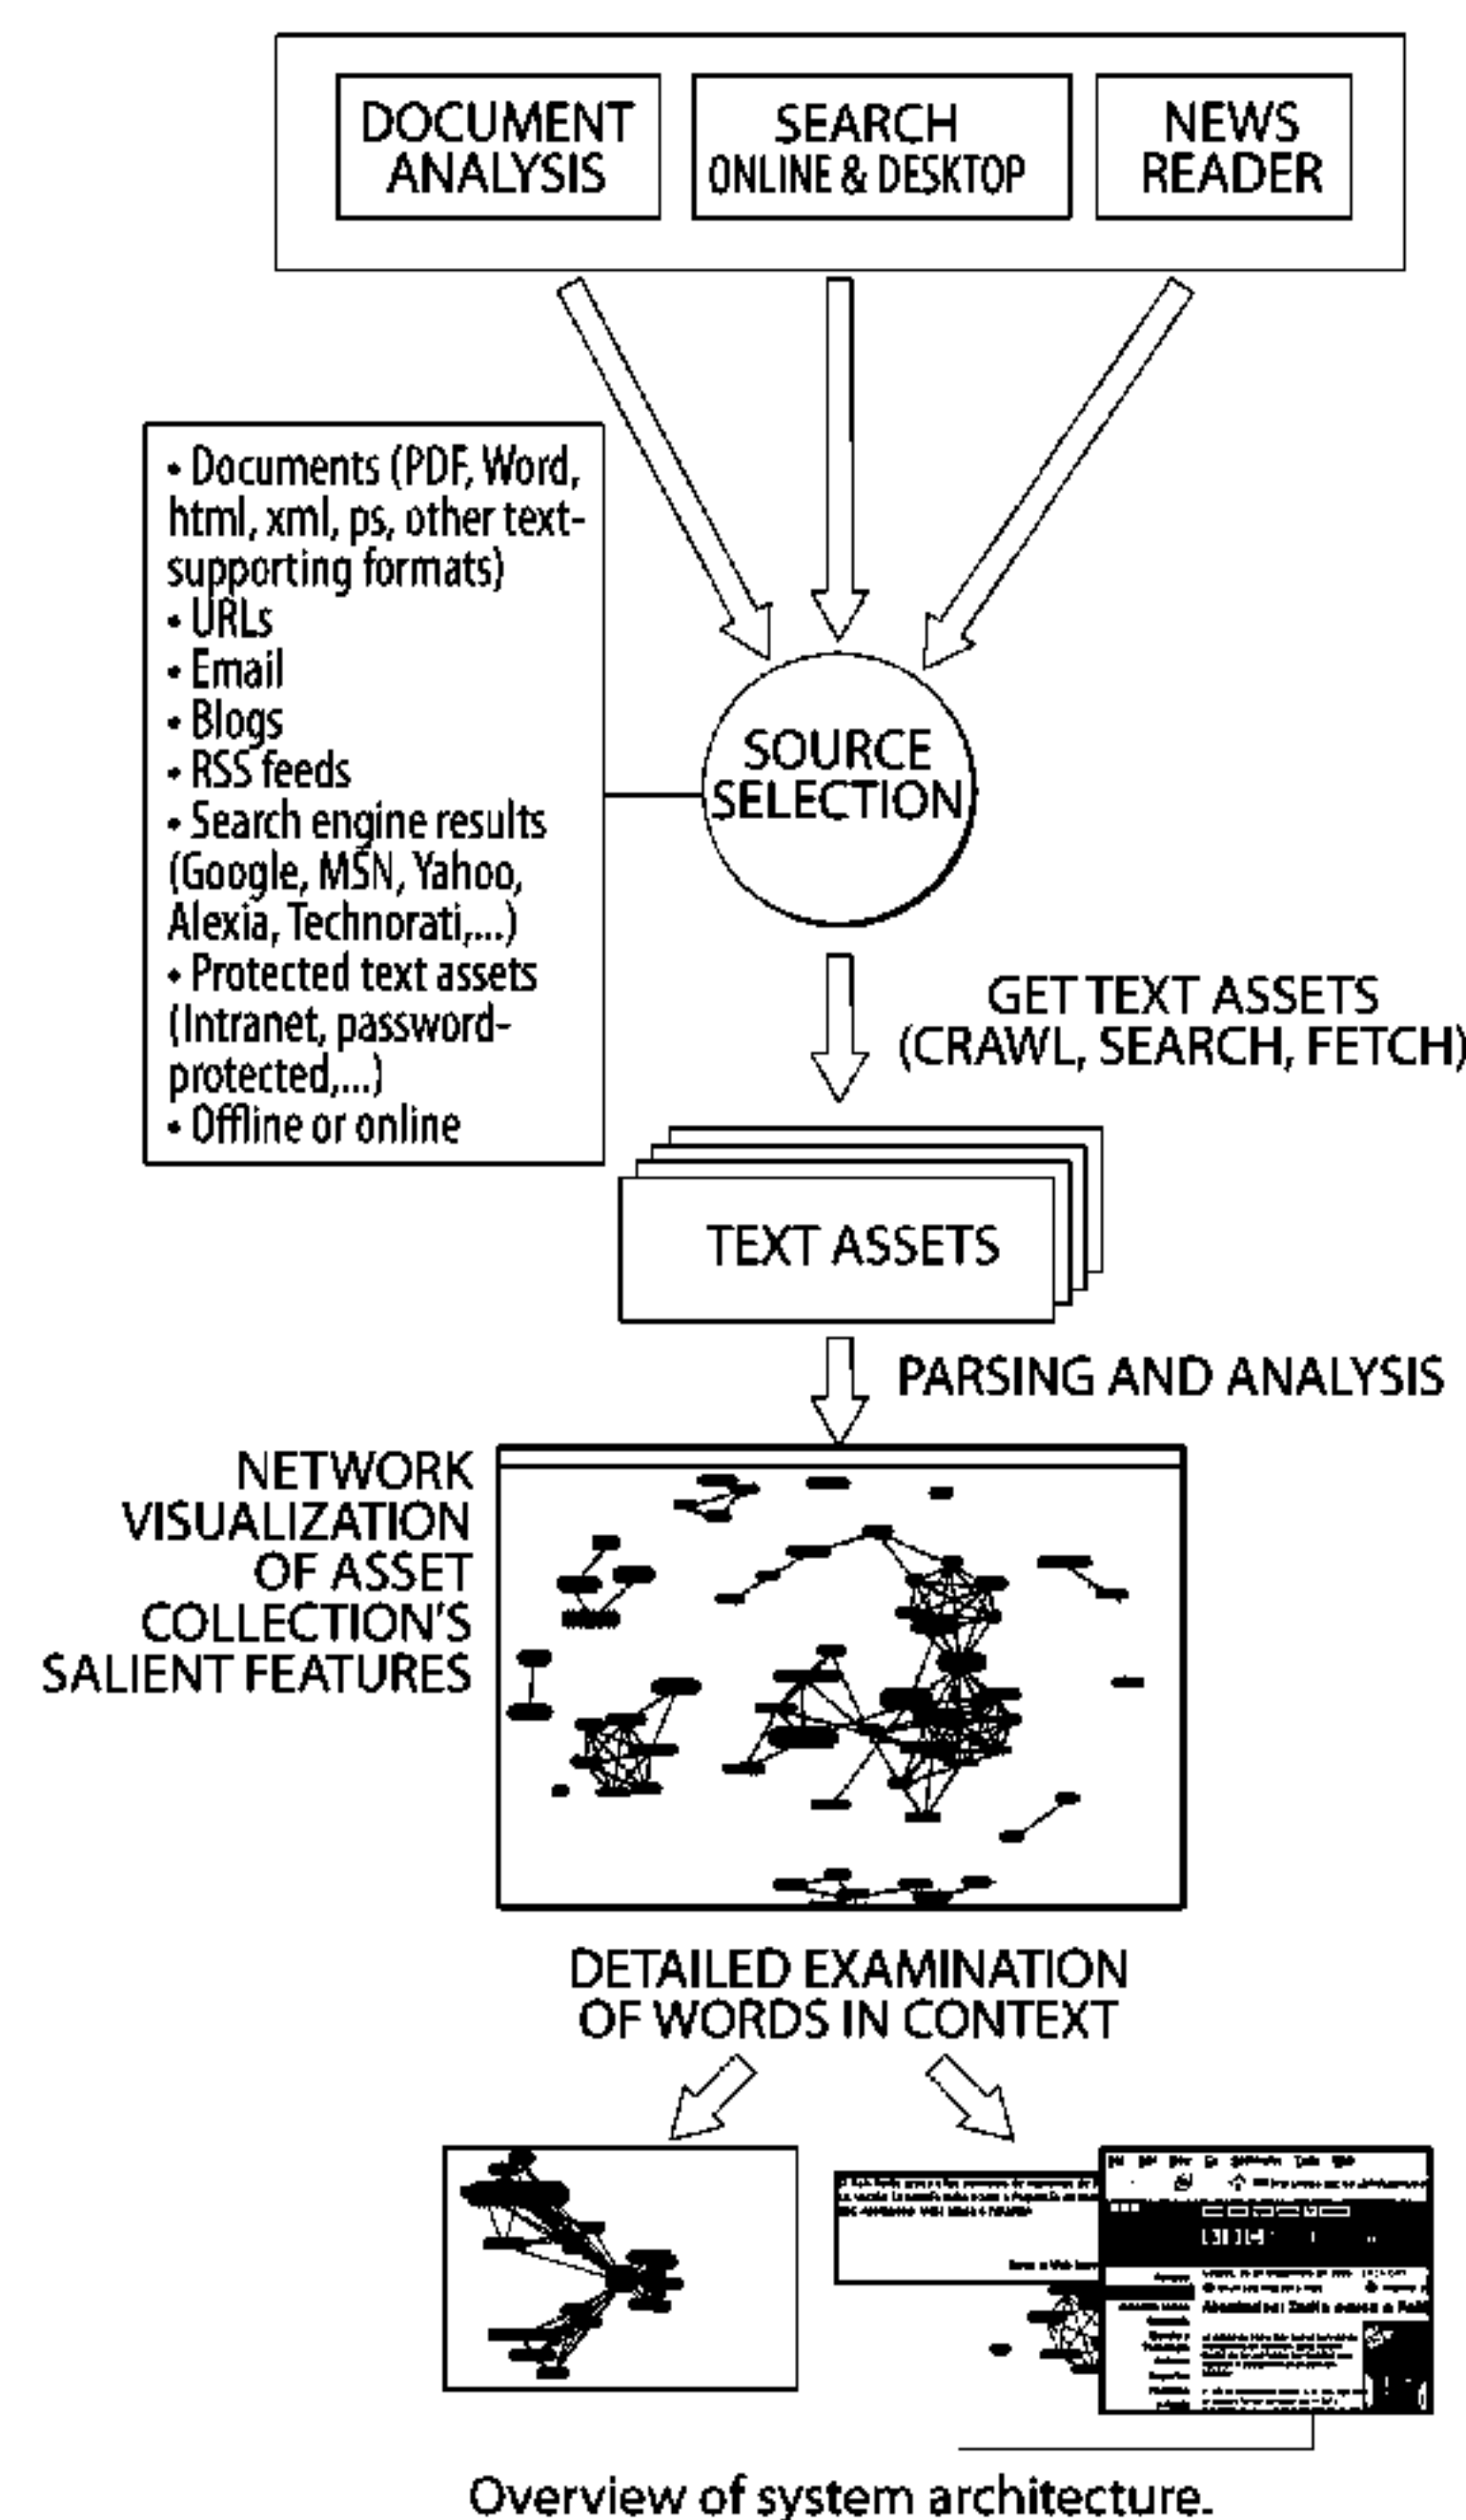 DOCUMENT
ANALYSIS
SEARCH
ONLINE & DESKTOP
NEWS
READER
• Documents (PDF, Word,
html, xml, ps, other text-
supporting formats)
• URLs
• Email
• Blogs
• RSS feeds
• Search engine results
(Google, MSN, Yahoo,
Alexia, Technorati,...)
• Protected text assets
(Intranet, password-
protected,...)
• Offline or online
SOURCE
SELECTION
GET TEXT ASSETS
(CRAWL, SEARCH, FETCH)
TEXT ASSETS
PARSING AND ANALYSIS
NETWORK
VISUALIZATION
OF ASSET
COLLECTION'S
SALIENT FEATURES
DETAILED EXAMINATION
OF WORDS IN CONTEXT
Overview of system architecture.